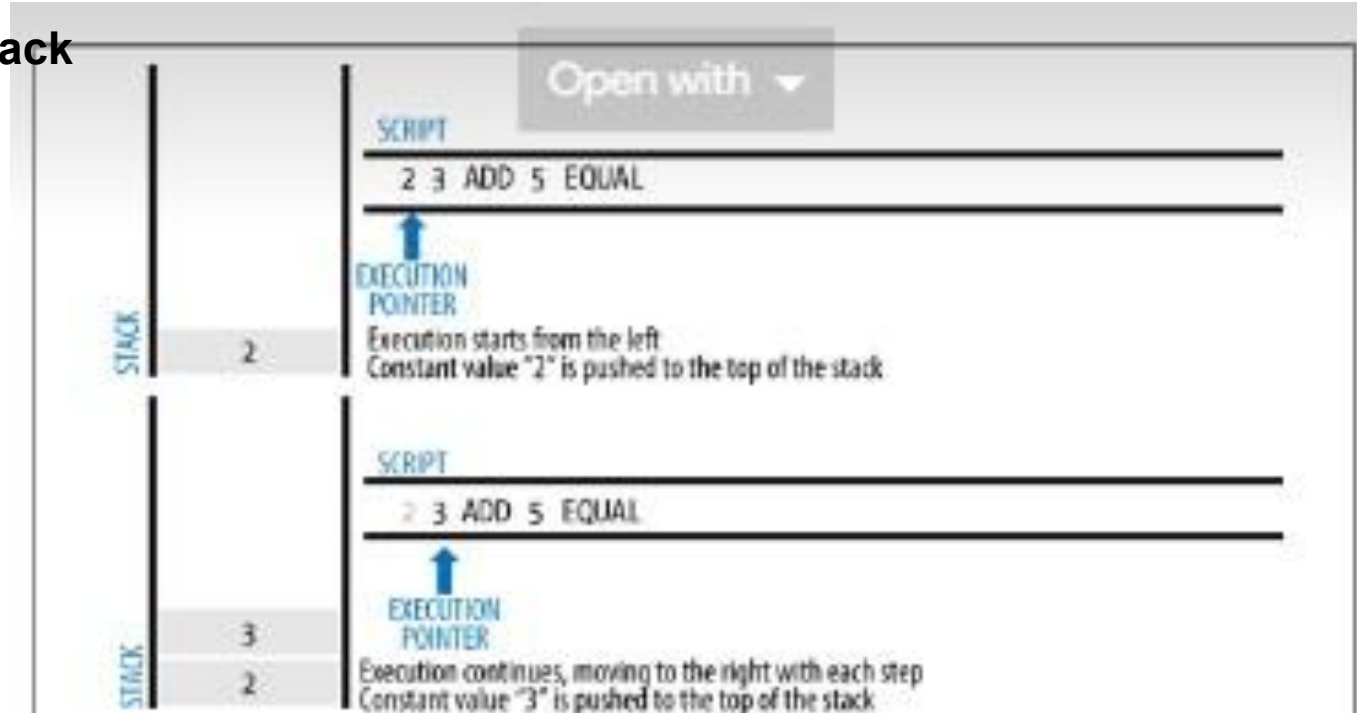 ack
Open with
SCRIPT
2 3 ADD 5 EQUAL
EXECUTION
POINTER
STACK
2
Execution starts from the left
Constant value "2" is pushed to the top of the stack
SCRIPT
2 3 ADD 5 EQUAL
EXECUTION
POINTER
STACK
3
2
Execution continues, moving to the right with each step
Constant value "3" is pushed to the top of the stack